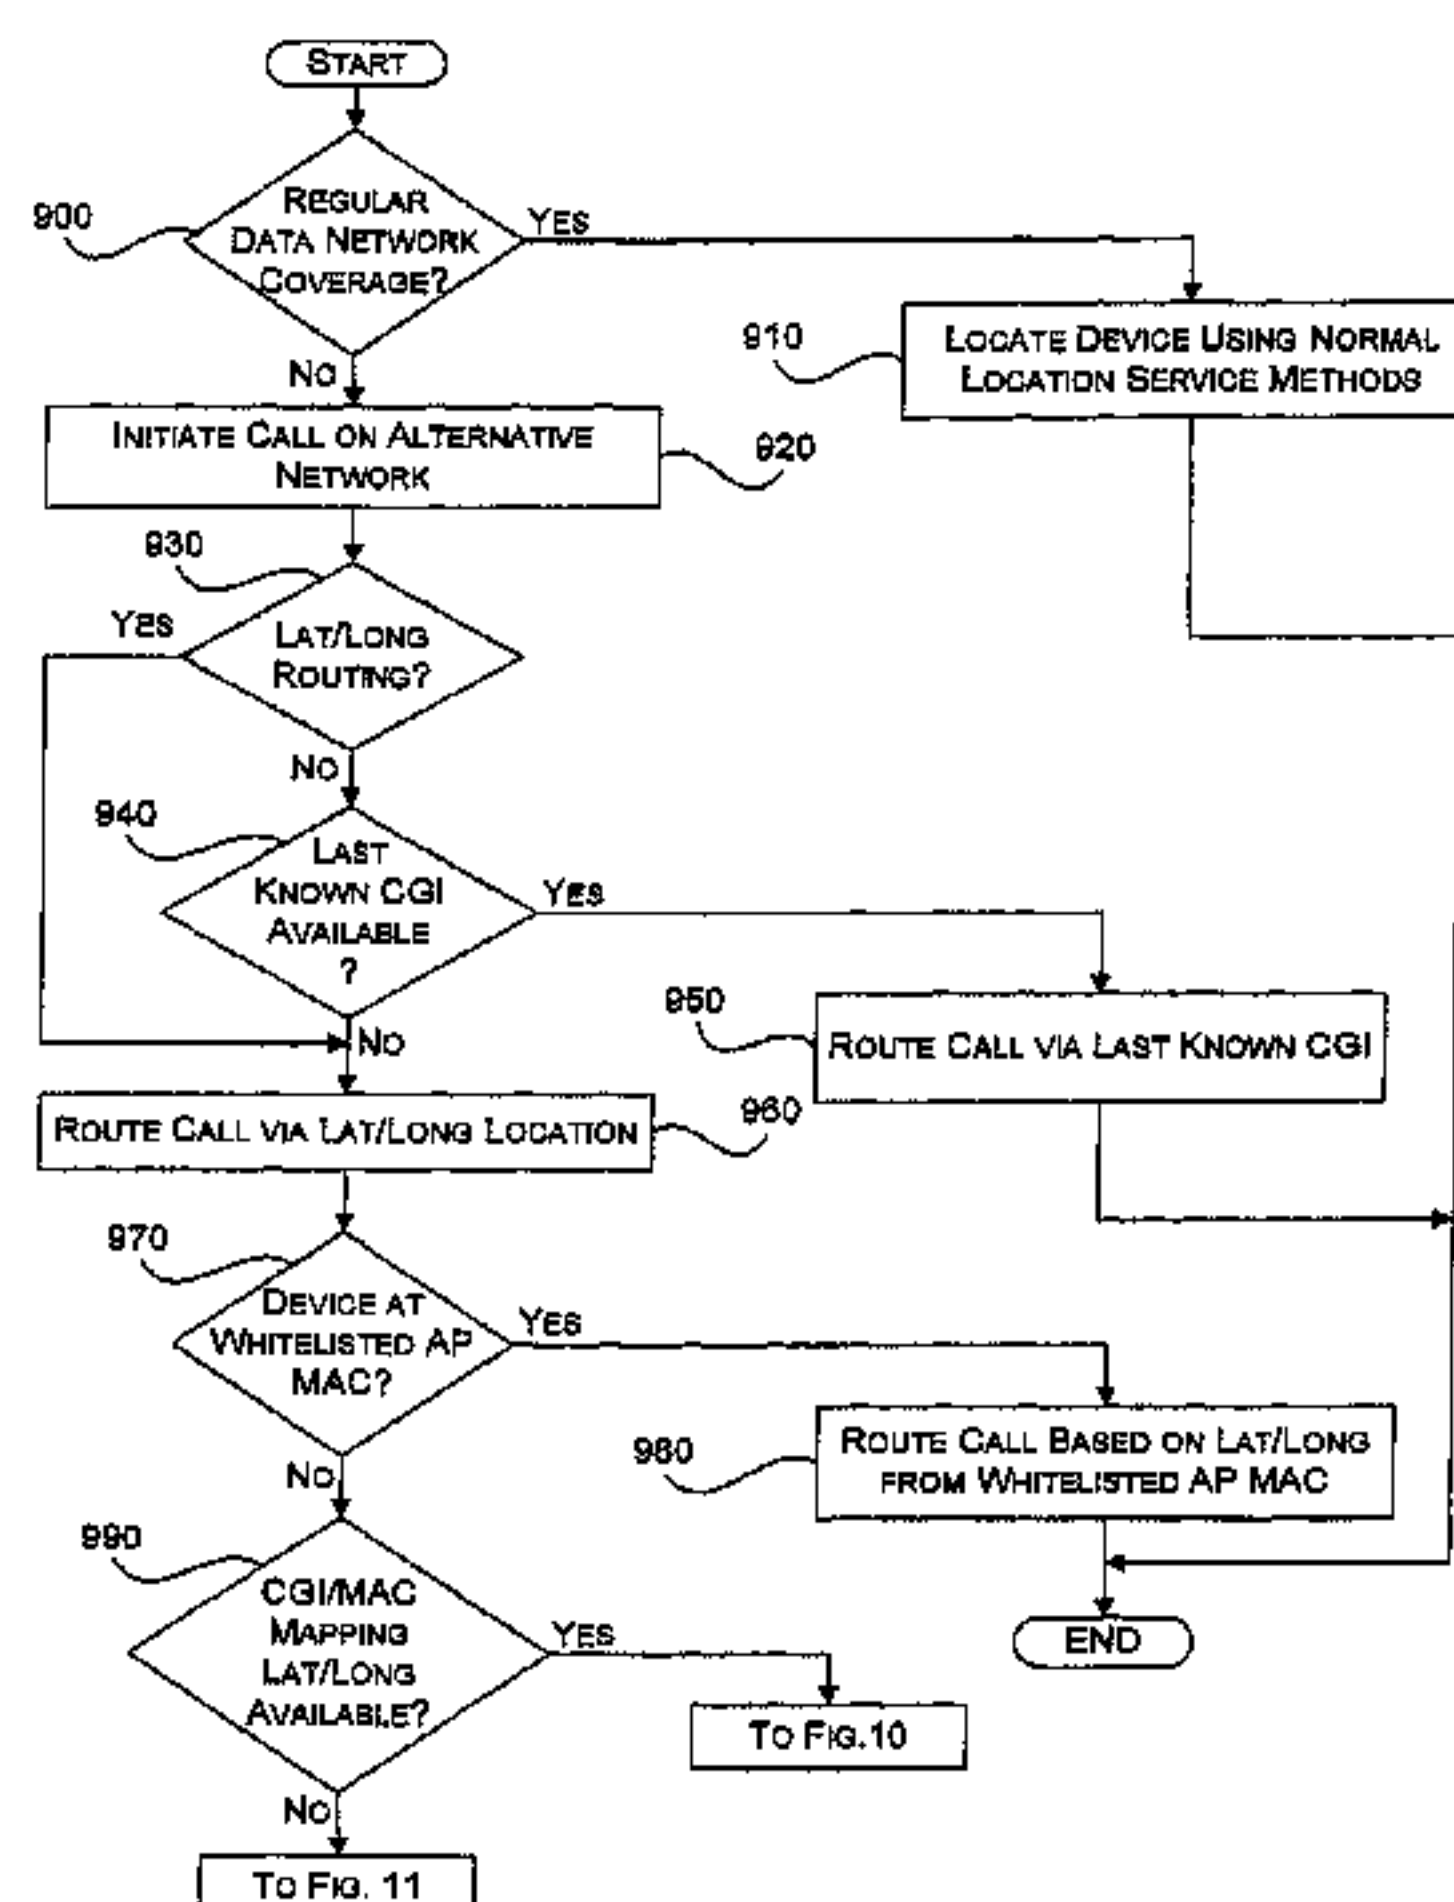 START
REGULAR
DATA NETWORK
COVERAGE?
900
YES
NO
910
LOCATE DEVICE USING NORMAL
LOCATION SERVICE METHODS
INITIATE CALL ON ALTERNATIVE
NETWORK
920
930
YES
LAT/LONG
ROUTING?
NO
940
LAST
KNOWN CGI
AVAILABLE
?
YES
NO
950
ROUTE CALL VIA LAST KNOWN CGI
ROUTE CALL VIA LAT/LONG LOCATION
960
970
DEVICE AT
WHITELISTED AP
MAC?
YES
NO
980
ROUTE CALL BASED ON LAT/LONG
FROM WHITELISTED AP MAC
990
CGI/MAC
MAPPING
LAT/LONG
AVAILABLE?
YES
NO
END
TO FIG.10
TO FIG. 11